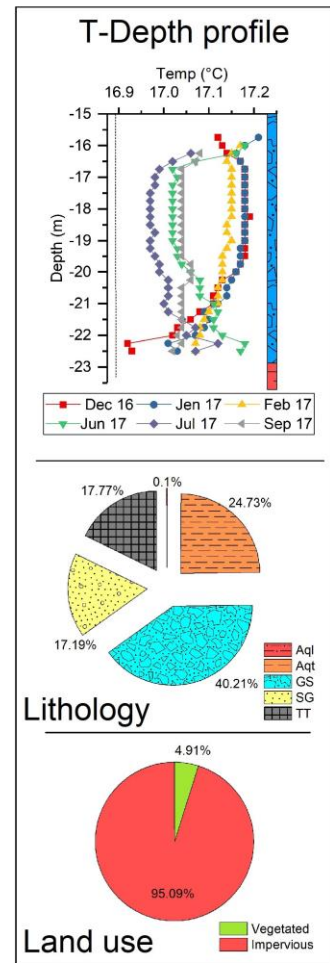 T-Depth profile
Temp (°C)
16.9 17.0 17.1 17.2
-15
-16
-17
-18
-19
-20
-21
-22
-23
Depth (m)
Dec 16 Jen 17 Feb 17
Jun 17 Jul 17 Sep 17
0.1%
17.77%
24.73%
17.19%
40.21%
Aql
Aqt
GS
SG
TT
Lithology
4.91%
95.09%
Vegetated
Impervious
Land use